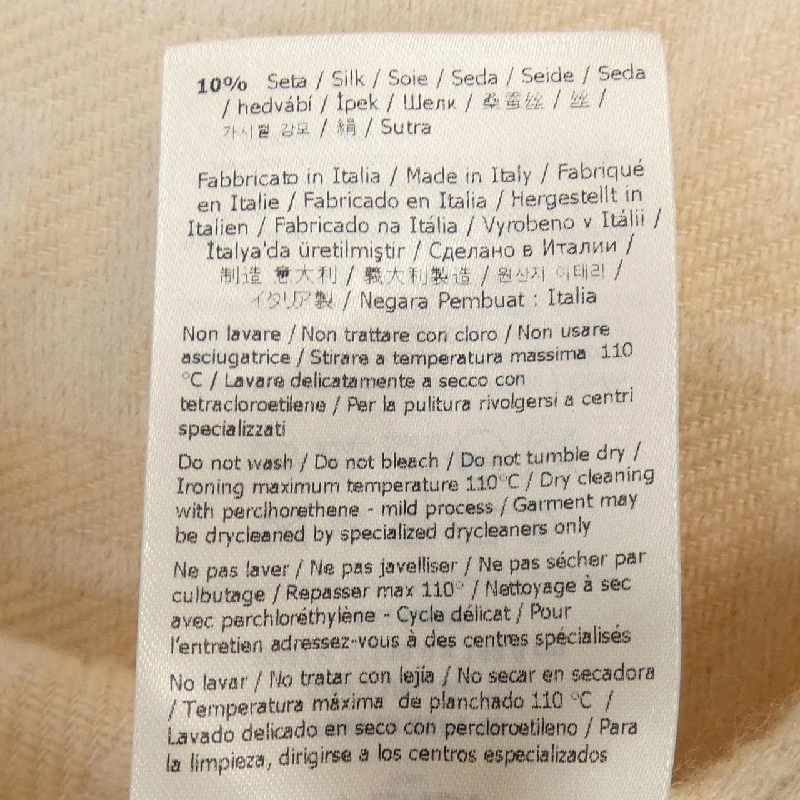 10% Seta / Silk / Soie / Seda / Seide / Seda
/ hedvábí / İpek / Шелк / 桑蚕丝 / 丝 /
강모 / 絹 / Sutra
Fabbricato in Italia / Made in Italy / Fabriqué
en Italie / Fabricado en Italia / Hergestellt in
Italien / Fabricado na Itália / Vyrobeno v Itálii /
İtalya'da üretilmiştir / Сделано в Италии /
制造 意大利 / 義大利製造 / 원산지 이태리 /
イタリア製 / Negara Pembuat : Italia
Non lavare / Non trattare con cloro / Non usare
asciugatrice / Stirare a temperatura massima 110
°C / Lavare delicatamente a secco con
tetracloroetilene / Per la pulitura rivolgersi a centri
specializzati
Do not wash / Do not bleach / Do not tumble dry /
Ironing maximum temperature 110°C / Dry cleaning
with perclhorethene - mild process / Garment may
be drycleaned by specialized drycleaners only
Ne pas laver / Ne pas javelliser / Ne pas sécher par
culbutage / Repasser max 110° / Nettoyage à sec
avec perchloréthylène - Cycle délicat / Pour
l'entretien adressez-vous à des centres spécialisés
No lavar / No tratar con lejía / No secar en secadora
/ Temperatura máxima de planchado 110 °C /
Lavado delicado en seco con percloroetileno / Para
la limpieza, dirigirse a los centros especializados